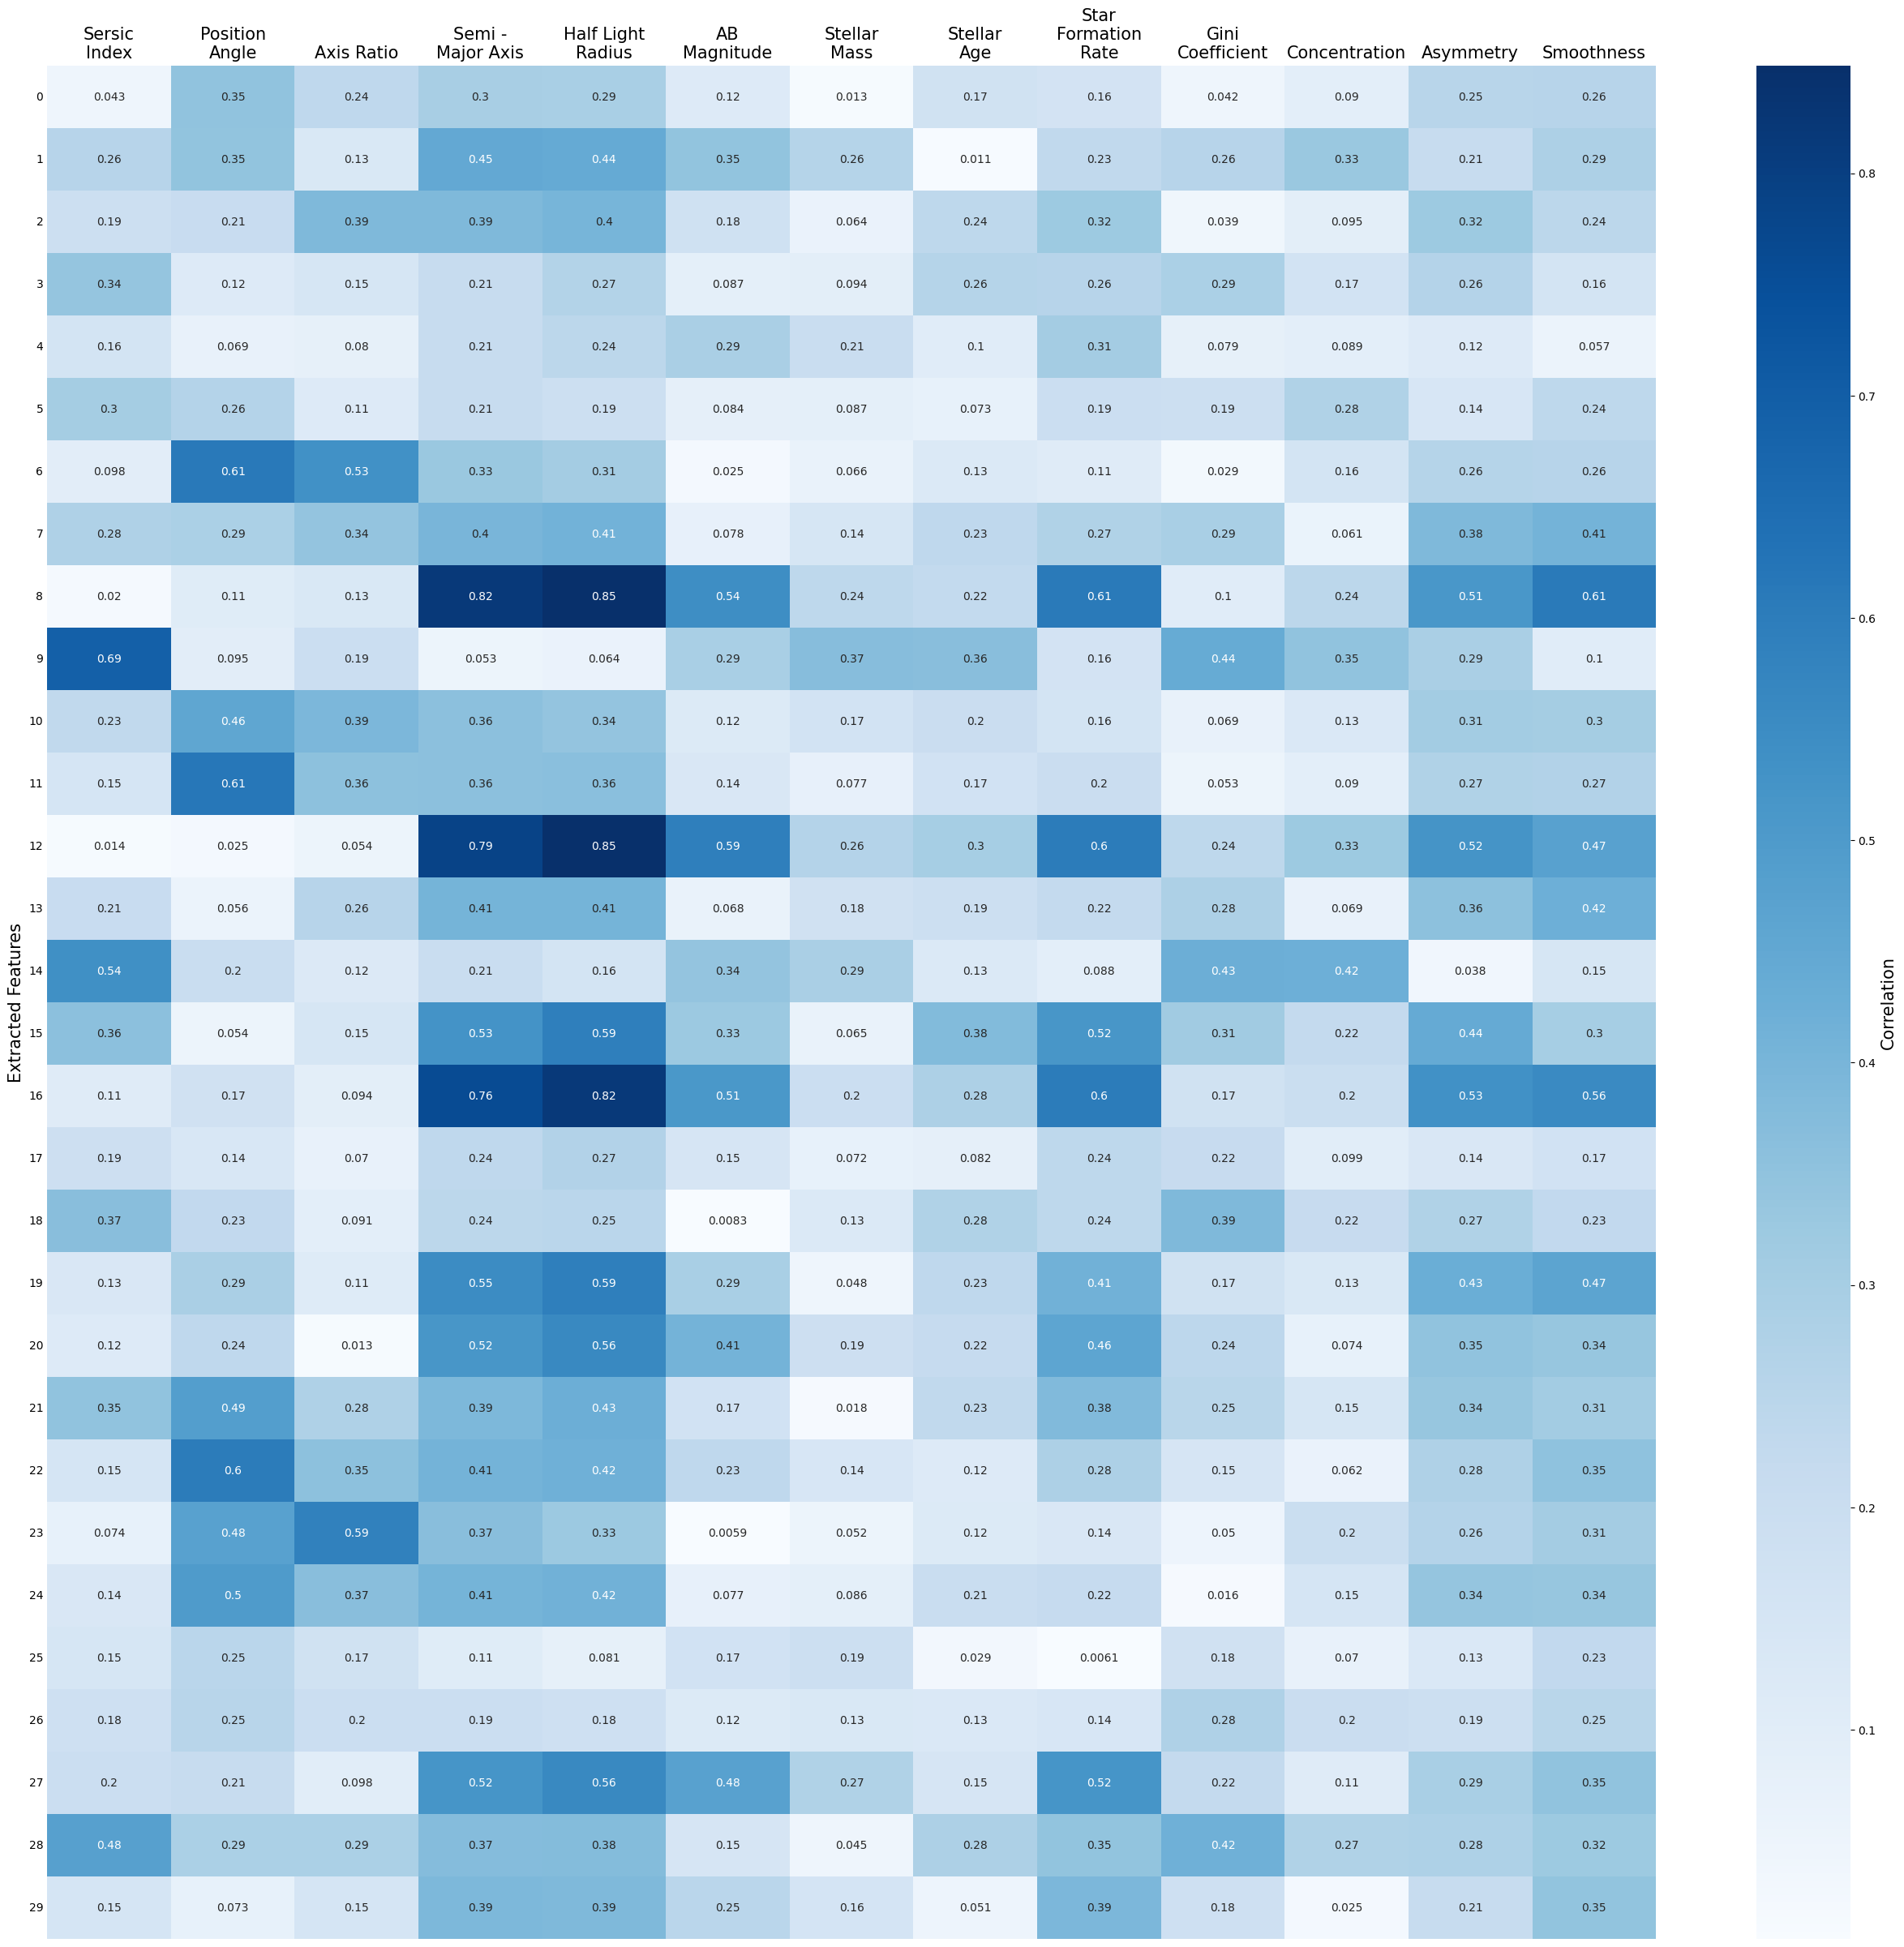 Sersic Index Position Angle Axis Ratio Semi - Major Axis Half Light Radius AB Magnitude Stellar Mass Stellar Age Star Formation Rate Gini Coefficient Concentration Asymmetry Smoothness
0 0.043 0.35 0.24 0.3 0.29 0.12 0.013 0.17 0.16 0.042 0.09 0.25 0.26
1 0.26 0.35 0.13 0.45 0.44 0.35 0.26 0.011 0.23 0.26 0.33 0.21 0.29
2 0.19 0.21 0.39 0.39 0.4 0.18 0.064 0.24 0.32 0.039 0.095 0.32 0.24
3 0.34 0.12 0.15 0.21 0.27 0.087 0.094 0.26 0.26 0.29 0.17 0.26 0.16
4 0.16 0.069 0.08 0.21 0.24 0.29 0.21 0.1 0.31 0.079 0.089 0.12 0.057
5 0.3 0.26 0.11 0.21 0.19 0.084 0.087 0.073 0.19 0.19 0.28 0.14 0.24
6 0.098 0.61 0.53 0.33 0.31 0.025 0.066 0.13 0.11 0.029 0.16 0.26 0.26
7 0.28 0.29 0.34 0.4 0.41 0.078 0.14 0.23 0.27 0.29 0.061 0.38 0.41
8 0.02 0.11 0.13 0.82 0.85 0.54 0.24 0.22 0.61 0.1 0.24 0.51 0.61
9 0.69 0.095 0.19 0.053 0.064 0.29 0.37 0.36 0.16 0.44 0.35 0.29 0.1
10 0.23 0.46 0.39 0.36 0.34 0.12 0.17 0.2 0.16 0.069 0.13 0.31 0.3
11 0.15 0.61 0.36 0.36 0.36 0.14 0.077 0.17 0.2 0.053 0.09 0.27 0.27
12 0.014 0.025 0.054 0.79 0.85 0.59 0.26 0.3 0.6 0.24 0.33 0.52 0.47
13 0.21 0.056 0.26 0.41 0.41 0.068 0.18 0.19 0.22 0.28 0.069 0.36 0.42
14 0.54 0.2 0.12 0.21 0.16 0.34 0.29 0.13 0.088 0.43 0.42 0.038 0.15
15 0.36 0.054 0.15 0.53 0.59 0.33 0.065 0.38 0.52 0.31 0.22 0.44 0.3
16 0.11 0.17 0.094 0.76 0.82 0.51 0.2 0.28 0.6 0.17 0.2 0.53 0.56
17 0.19 0.14 0.07 0.24 0.27 0.15 0.072 0.082 0.24 0.22 0.099 0.14 0.17
18 0.37 0.23 0.091 0.24 0.25 0.0083 0.13 0.28 0.24 0.39 0.22 0.27 0.23
19 0.13 0.29 0.11 0.55 0.59 0.29 0.048 0.23 0.41 0.17 0.13 0.43 0.47
20 0.12 0.24 0.013 0.52 0.56 0.41 0.19 0.22 0.46 0.24 0.074 0.35 0.34
21 0.35 0.49 0.28 0.39 0.43 0.17 0.018 0.23 0.38 0.25 0.15 0.34 0.31
22 0.15 0.6 0.35 0.41 0.42 0.23 0.14 0.12 0.28 0.15 0.062 0.28 0.35
23 0.074 0.48 0.59 0.37 0.33 0.0059 0.052 0.12 0.14 0.05 0.2 0.26 0.31
24 0.14 0.5 0.37 0.41 0.42 0.077 0.086 0.21 0.22 0.016 0.15 0.34 0.34
25 0.15 0.25 0.17 0.11 0.081 0.17 0.19 0.029 0.0061 0.18 0.07 0.13 0.23
26 0.18 0.25 0.2 0.19 0.18 0.12 0.13 0.13 0.14 0.28 0.2 0.19 0.25
27 0.2 0.21 0.098 0.52 0.56 0.48 0.27 0.15 0.52 0.22 0.11 0.29 0.35
28 0.48 0.29 0.29 0.37 0.38 0.15 0.045 0.28 0.35 0.42 0.27 0.28 0.32
29 0.15 0.073 0.15 0.39 0.39 0.25 0.16 0.051 0.39 0.18 0.025 0.21 0.35
Extracted Features
0.8
0.7
0.6
0.5
0.4
0.3
0.2
0.1
Correlation